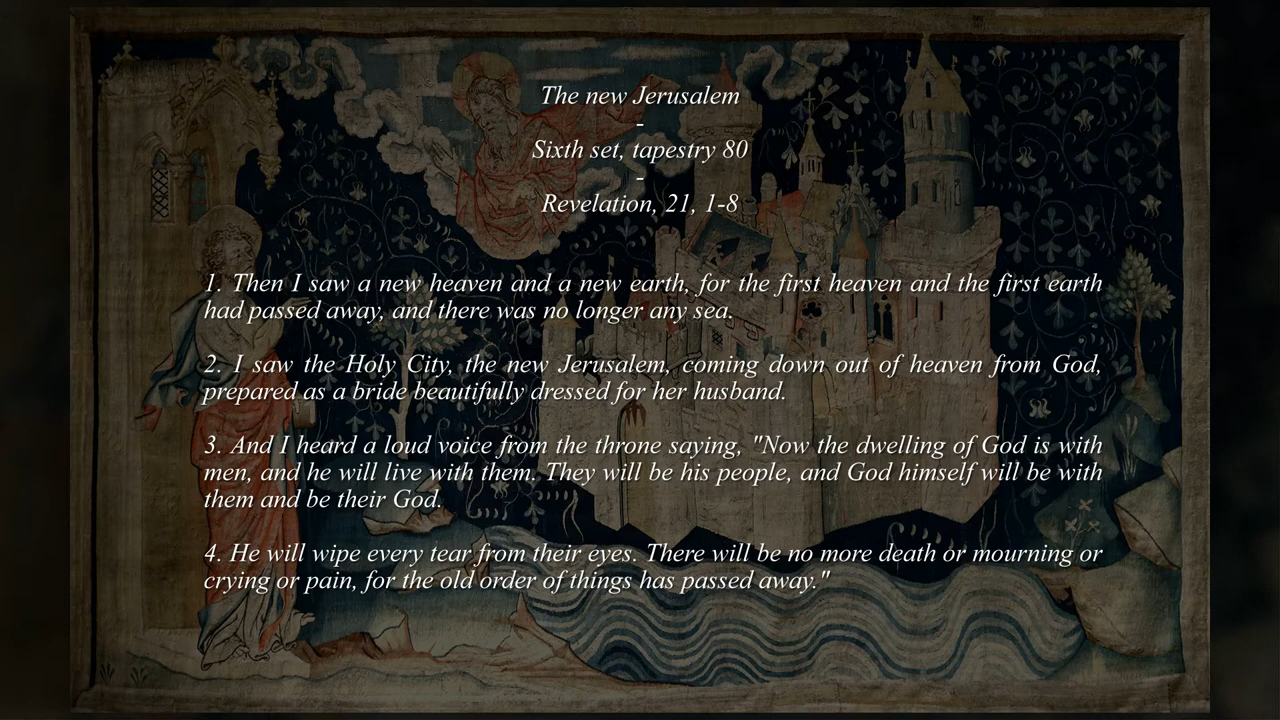 The new Jerusalem
-
Sixth set, tapestry 80
-
Revelation, 21, 1-8
1. Then I saw a new heaven and a new earth, for the first heaven and the first earth
had passed away, and there was no longer any sea.
2. I saw the Holy City, the new Jerusalem, coming down out of heaven from God,
prepared as a bride beautifully dressed for her husband.
3. And I heard a loud voice from the throne saying, "Now the dwelling of God is with
men, and he will live with them. They will be his people, and God himself will be with
them and be their God.
4. He will wipe every tear from their eyes. There will be no more death or mourning or
crying or pain, for the old order of things has passed away."